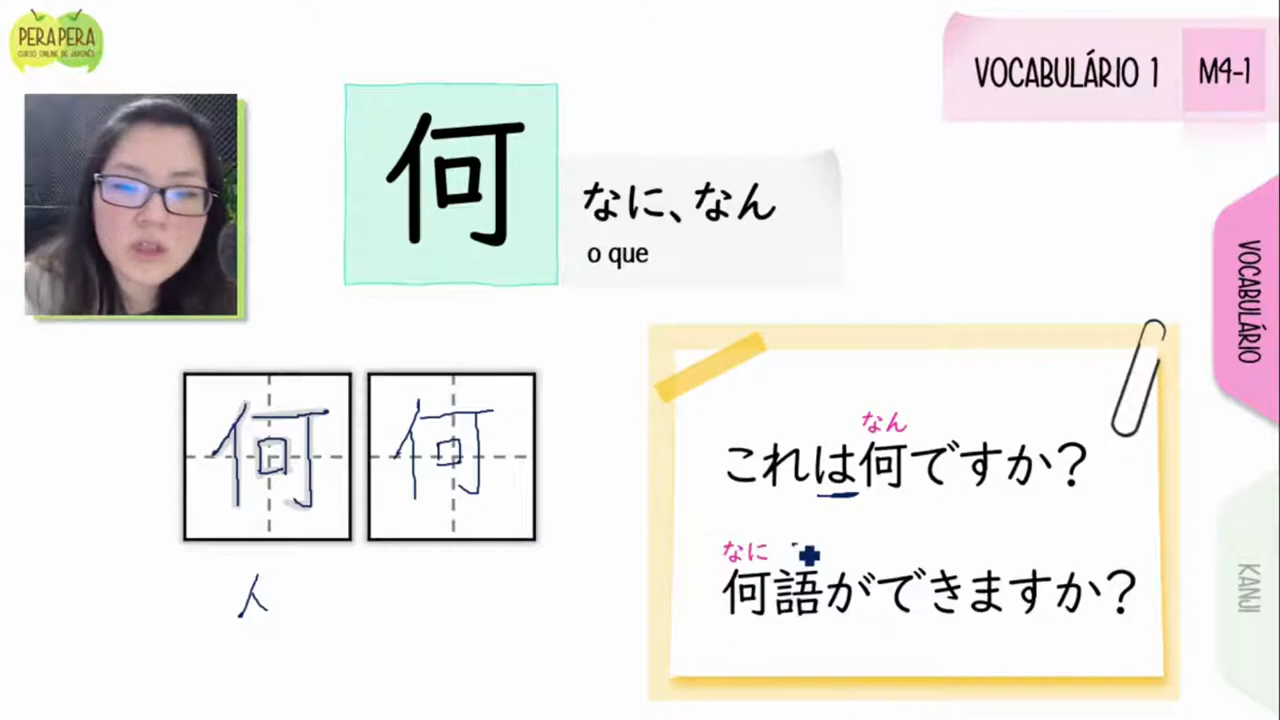 PERAPERA
CURSO ONLINE DE JAPONÊS
VOCABULÁRIO 1
M4-1
何
なに、なん
o que
何 何
人
なん
これは何ですか？
なに
何語ができますか？
VOCABULÁRIO
KANJI